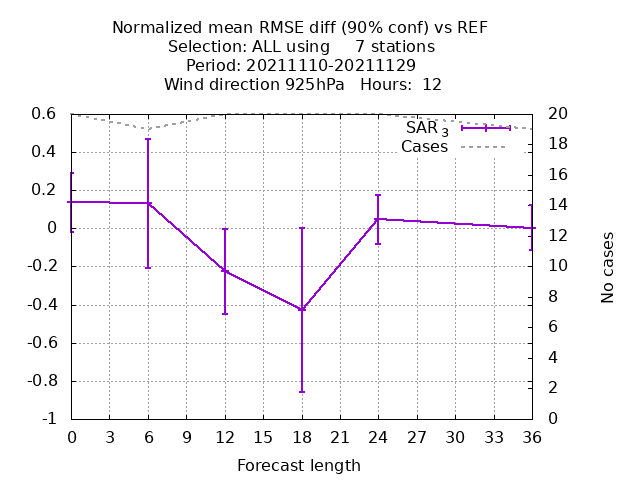 Normalized mean RMSE diff (90% conf) vs REF
Selection: ALL using     7 stations
Period: 20211110-20211129
Wind direction 925hPa   Hours:  12
0.6
0.4
0.2
0
-0.2
-0.4
-0.6
-0.8
-1
SAR 3
Cases
20
18
16
14
12
10
8
6
4
2
0
No cases
0 3 6 9 12 15 18 21 24 27 30 33 36
Forecast length